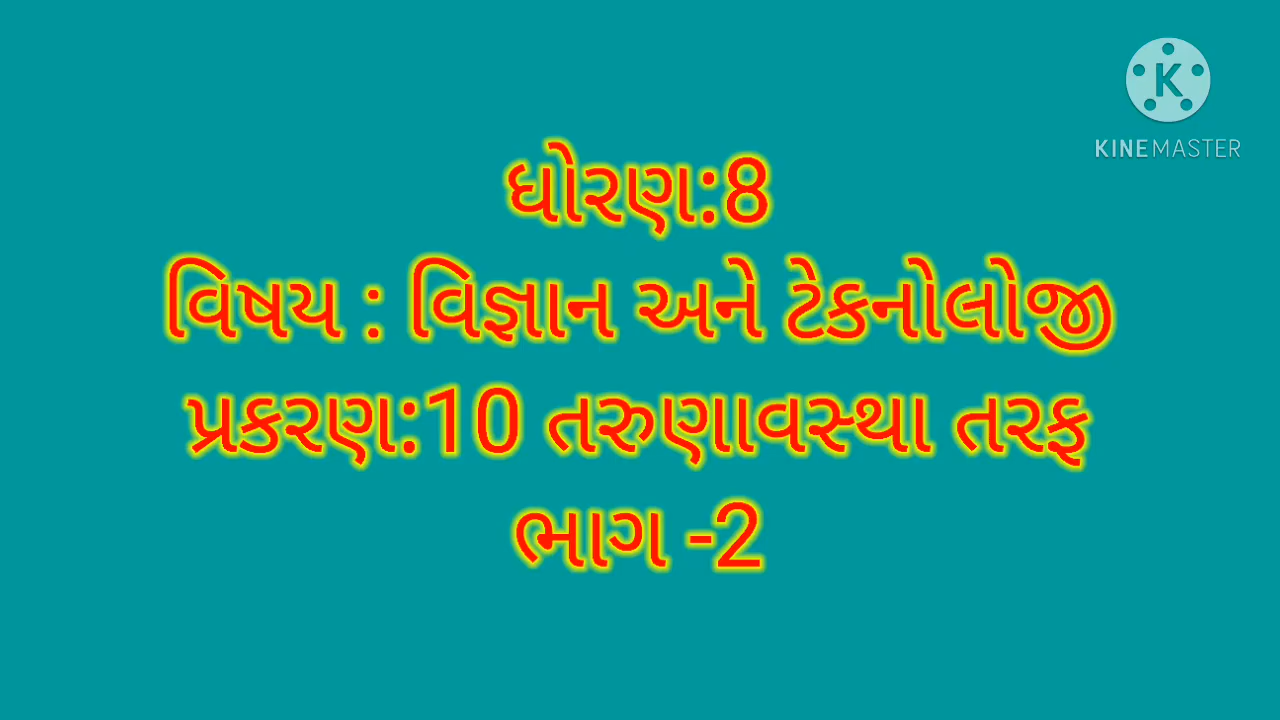 K
KINEMASTER
ધોરણ:8
વિષય : વિજ્ઞાન અને ટેકનોલોજી
પ્રકરણ:10 તરુણાવસ્થા તરફ
ભાગ -2